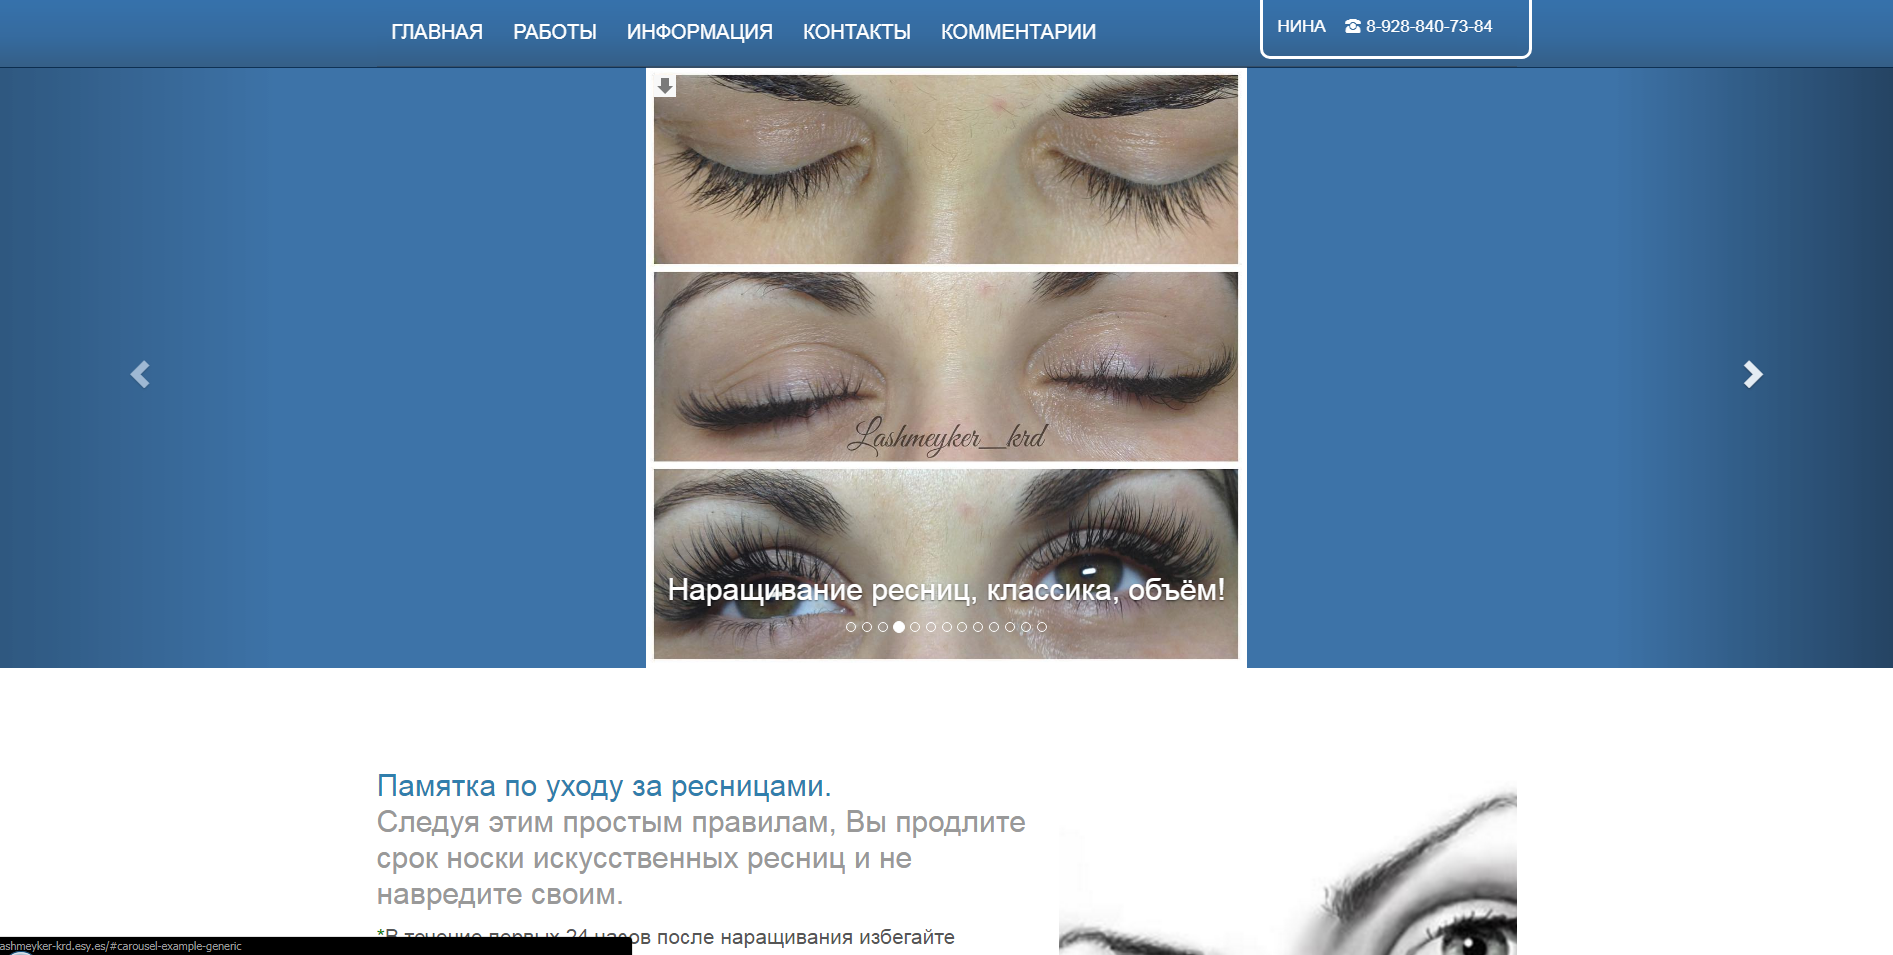 ГЛАВНАЯ РАБОТЫ ИНФОРМАЦИЯ КОНТАКТЫ КОММЕНТАРИИ
НИНА 8-928-840-73-84
Lashmeyker_krd
Наращивание ресниц, классика, объём!
Памятка по уходу за ресницами.
Следуя этим простым правилам, Вы продлите
срок носки искусственных ресниц и не
навредите своим.
*В течение первых 24 часов после наращивания избегайте
ashmeyker-krd.esy.es/#carousel-example-generic